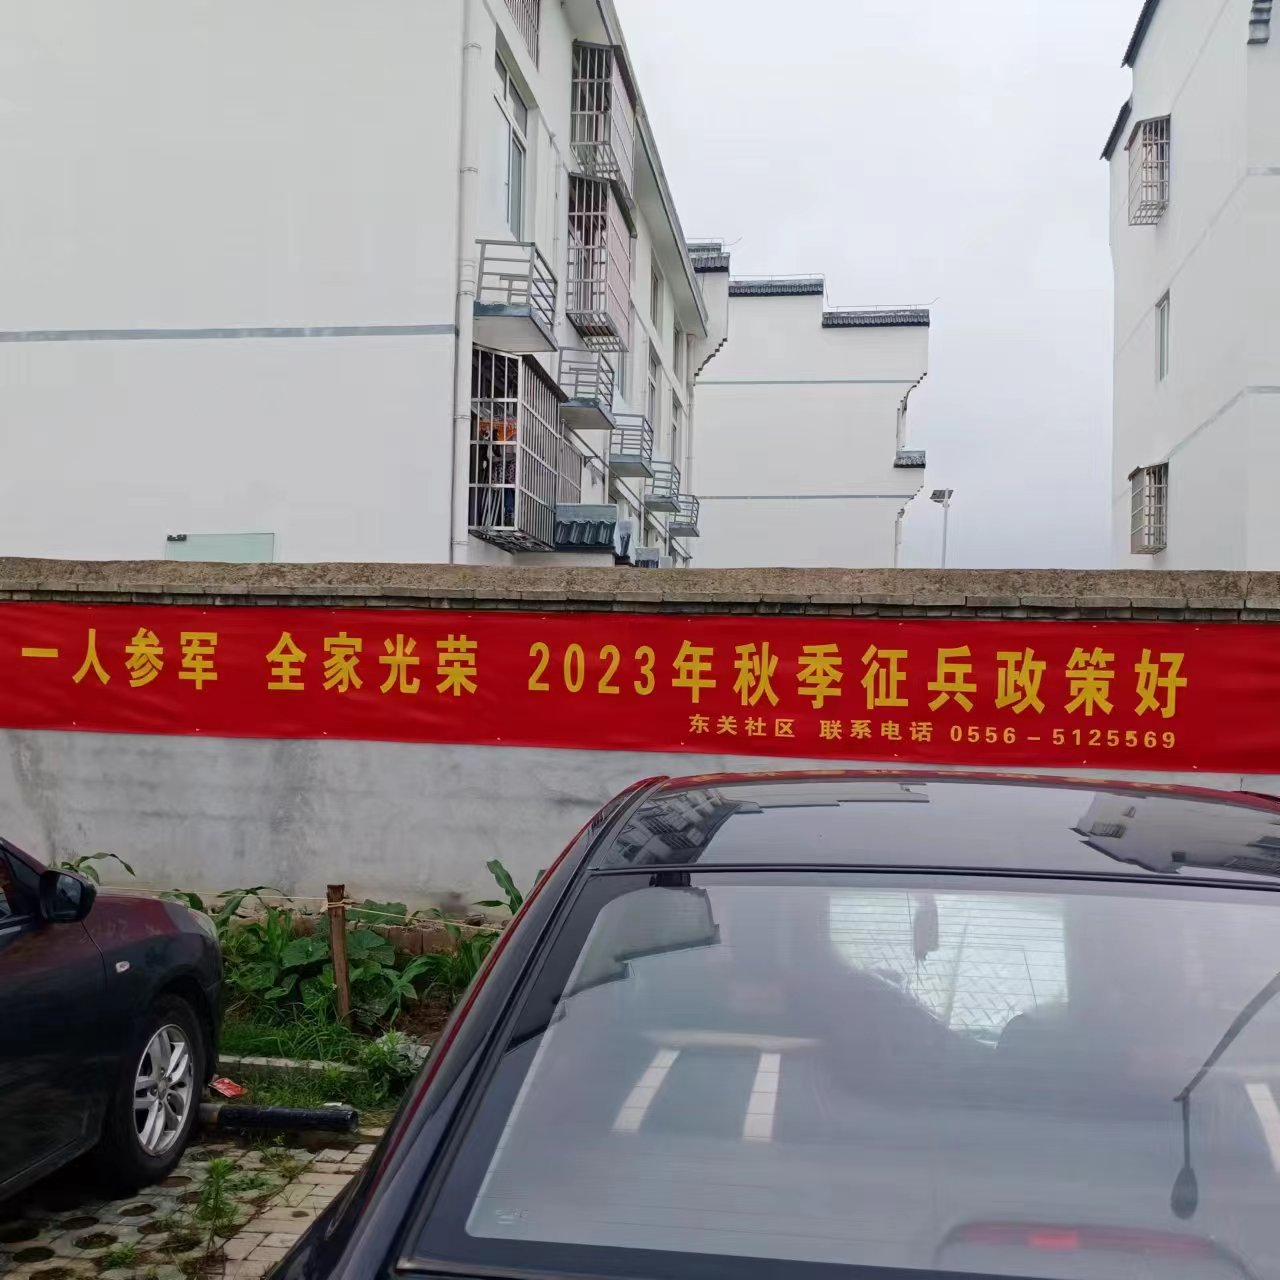 一人参军 全家光荣 2023年秋季征兵政策好
东关社区 联系电话 0556-5125569